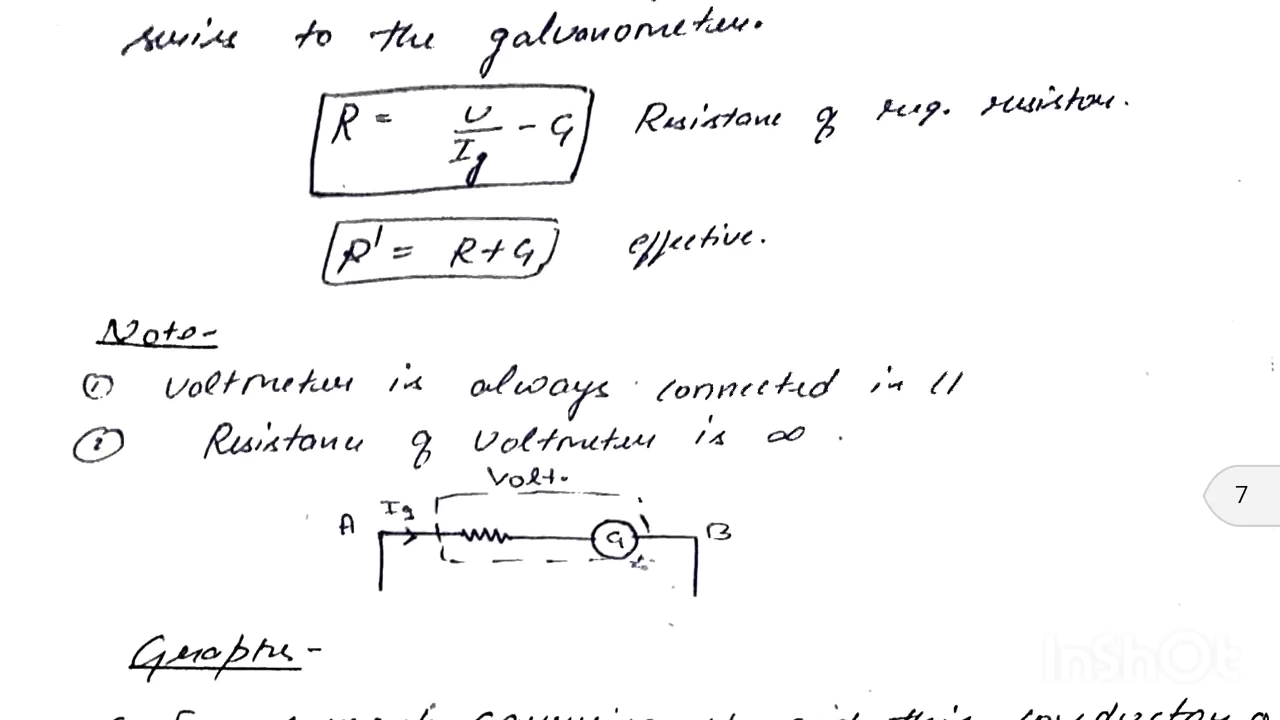 series to the galvanometer.
R = V/Ig - G Resistance of req. resistor.
R' = R+G effective.
Note-
① Voltmeter is always connected in ||
② Resistance of Voltmeter is ∞.
Volt.
A Ig G B
7
Graphs-
InShOt